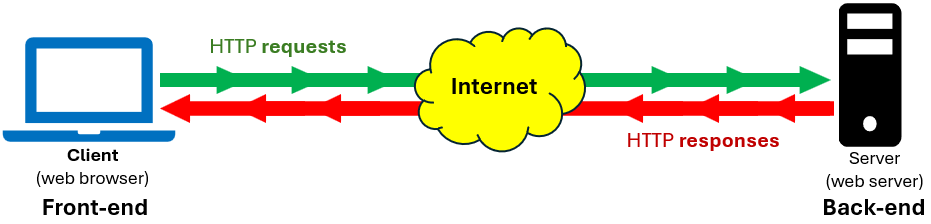 HTTP requests
Internet
HTTP responses
Client
(web browser)
Front-end
Server
(web server)
Back-end